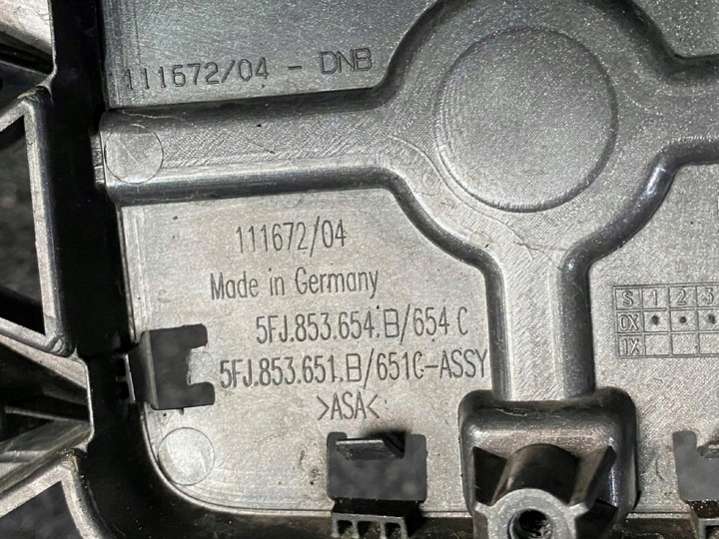 111672/04 - DNB
111672/04
Made in Germany
5FJ.853.654.B/654 C
5FJ.853.651.B/651C-ASSY
>ASA<
S 1 2 3
0X • • •
1X